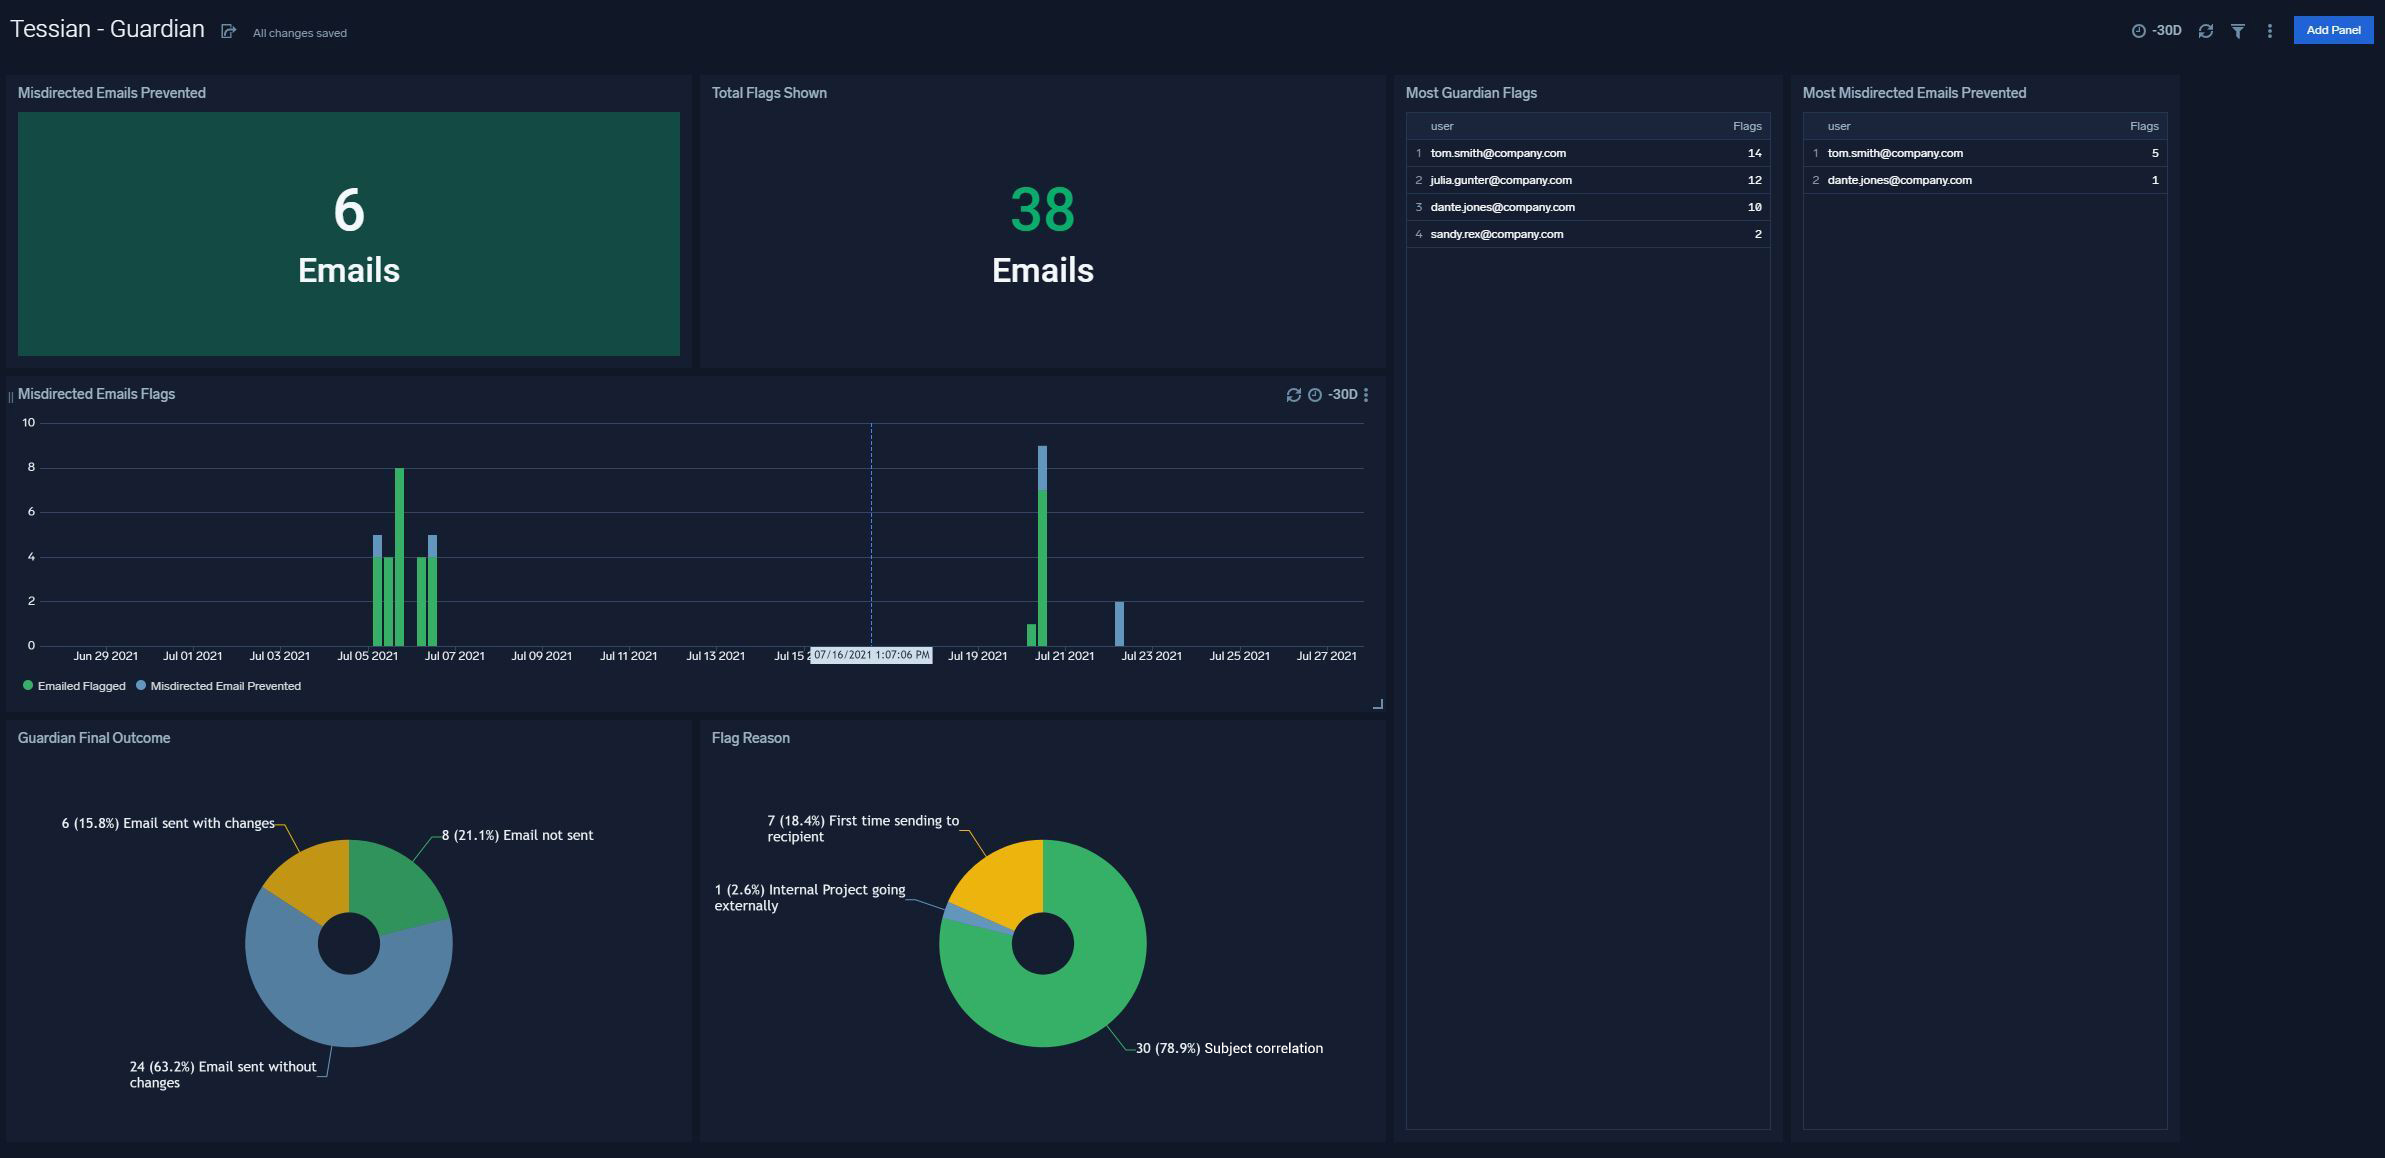 Tessian - Guardian
All changes saved
-30D
Add Panel
Misdirected Emails Prevented
6
Emails
Total Flags Shown
38
Emails
Most Guardian Flags
user Flags
1 tom.smith@company.com 14
2 julia.gunter@company.com 12
3 dante.jones@company.com 10
4 sandy.rex@company.com 2
Most Misdirected Emails Prevented
user Flags
1 tom.smith@company.com 5
2 dante.jones@company.com 1
Misdirected Emails Flags
-30D
10
8
6
4
2
0
Jun 29 2021 Jul 01 2021 Jul 03 2021 Jul 05 2021 Jul 07 2021 Jul 09 2021 Jul 11 2021 Jul 13 2021 Jul 15 2 07/16/2021 1:07:06 PM Jul 19 2021 Jul 21 2021 Jul 23 2021 Jul 25 2021 Jul 27 2021
Emailed Flagged Misdirected Email Prevented
Guardian Final Outcome
6 (15.8%) Email sent with changes
8 (21.1%) Email not sent
24 (63.2%) Email sent without
changes
Flag Reason
7 (18.4%) First time sending to
recipient
1 (2.6%) Internal Project going
externally
30 (78.9%) Subject correlation